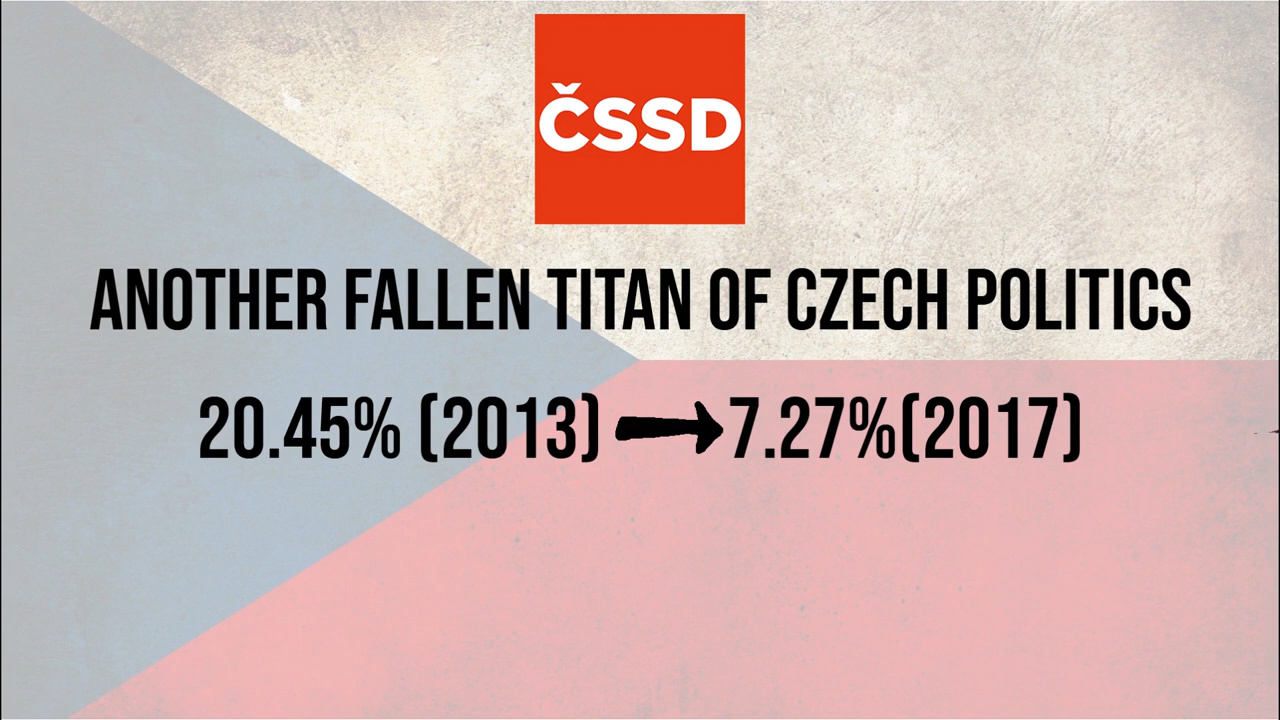 ČSSD
ANOTHER FALLEN TITAN OF CZECH POLITICS
20.45% (2013) 7.27%(2017)